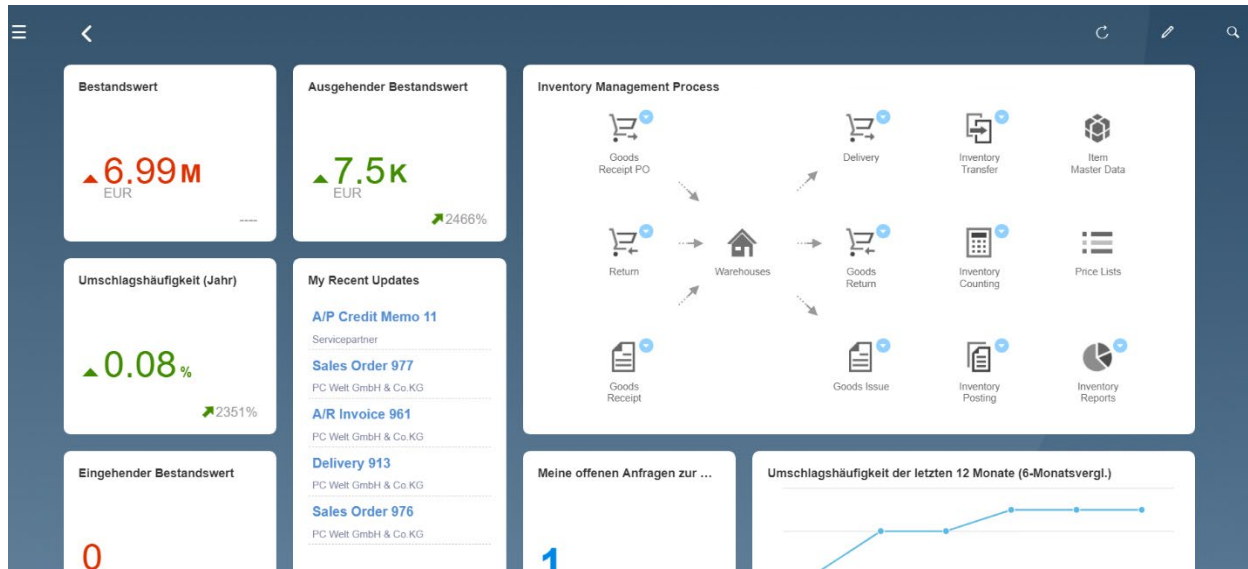 Bestandswert
6.99 M
EUR
----
Ausgehender Bestandswert
7.5 K
EUR
2466%
Inventory Management Process
Goods
Receipt PO
Delivery
Inventory
Transfer
Item
Master Data
Return
Warehouses
Goods
Return
Inventory
Counting
Price Lists
Goods
Receipt
Goods Issue
Inventory
Posting
Inventory
Reports
Umschlagshäufigkeit (Jahr)
0.08 %
2351%
My Recent Updates
A/P Credit Memo 11
Servicepartner
Sales Order 977
PC Welt GmbH & Co.KG
A/R Invoice 961
PC Welt GmbH & Co.KG
Delivery 913
PC Welt GmbH & Co.KG
Sales Order 976
PC Welt GmbH & Co.KG
Eingehender Bestandswert
0
Meine offenen Anfragen zur ...
1
Umschlagshäufigkeit der letzten 12 Monate (6-Monatsvergl.)